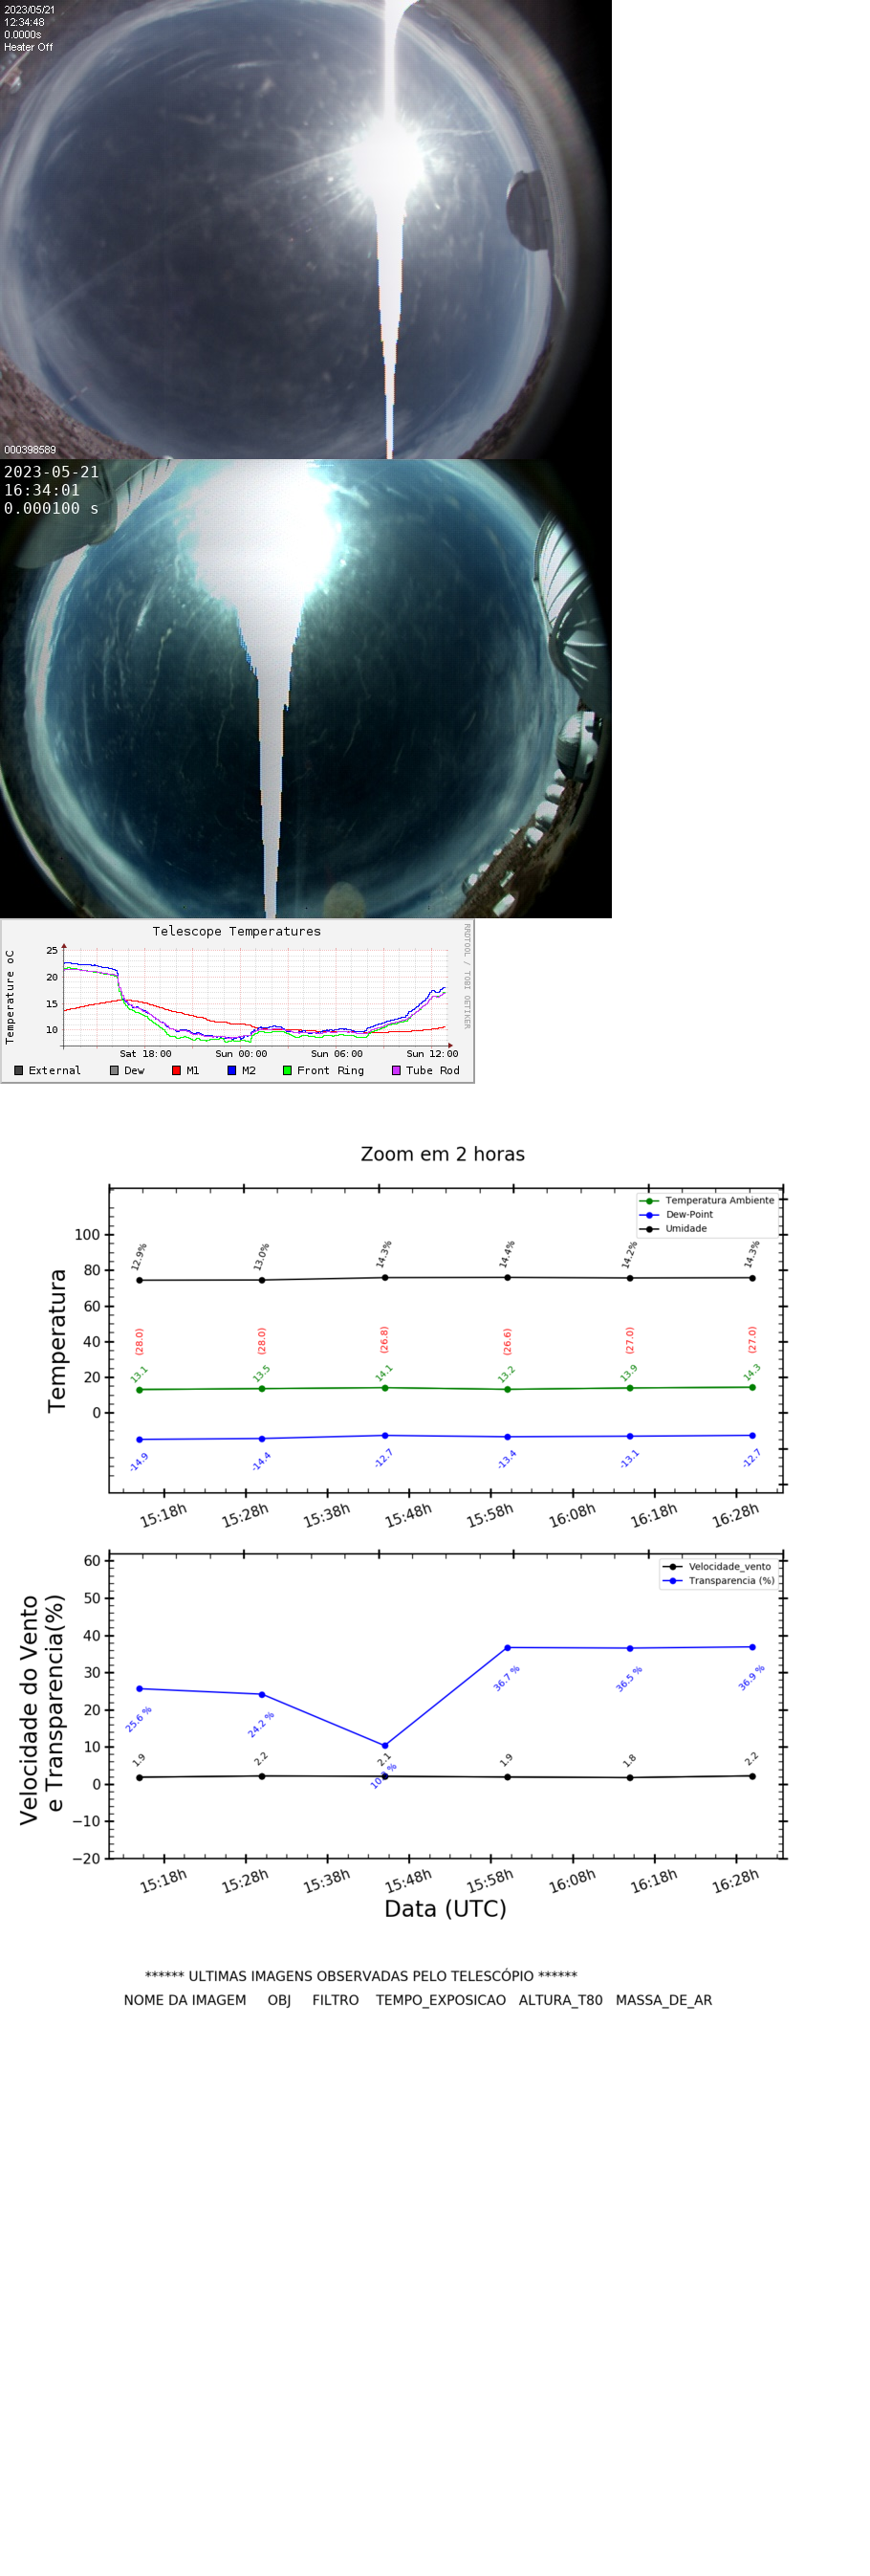 2023/05/21
12:34:48
0.0000s
Heater Off
000398589
2023-05-21
16:34:01
0.000100 s
Telescope Temperatures
RRDTOOL / TOBI OETIKER
Temperature oC
25
20
15
10
Sat 18:00 Sun 00:00 Sun 06:00 Sun 12:00
External Dew M1 M2 Front Ring Tube Rod
Zoom em 2 horas
Temperatura
100
80
60
40
20
0
Temperatura Ambiente
Dew-Point
Umidade
12.9% 13.0% 14.3% 14.4% 14.2% 14.3%
(28.0) (28.0) (26.8) (26.6) (27.0) (27.0)
13.1 13.5 14.1 13.2 13.9 14.3
-14.9 -14.4 -12.7 -13.4 -13.1 -12.7
15:18h 15:28h 15:38h 15:48h 15:58h 16:08h 16:18h 16:28h
Velocidade do Vento
e Transparencia(%)
60
50
40
30
20
10
0
−10
−20
Velocidade_vento
Transparencia (%)
25.6 % 24.2 % 36.7 % 36.5 % 36.9 %
1.9 2.2 2.1 1.9 1.8 2.2
15:18h 15:28h 15:38h 15:48h 15:58h 16:08h 16:18h 16:28h
Data (UTC)
****** ULTIMAS IMAGENS OBSERVADAS PELO TELESCÓPIO ******
NOME DA IMAGEM OBJ FILTRO TEMPO_EXPOSICAO ALTURA_T80 MASSA_DE_AR